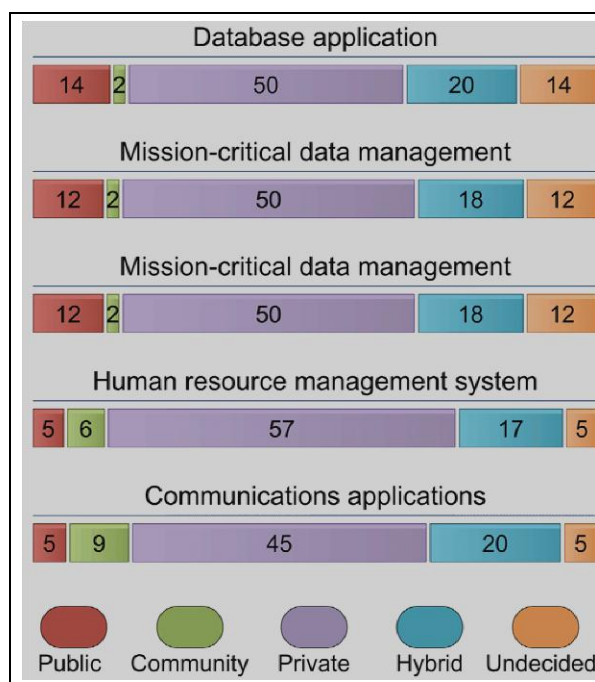 Database application
14 2 50 20 14
Mission-critical data management
12 2 50 18 12
Mission-critical data management
12 2 50 18 12
Human resource management system
5 6 57 17 5
Communications applications
5 9 45 20 5
Public Community Private Hybrid Undecided